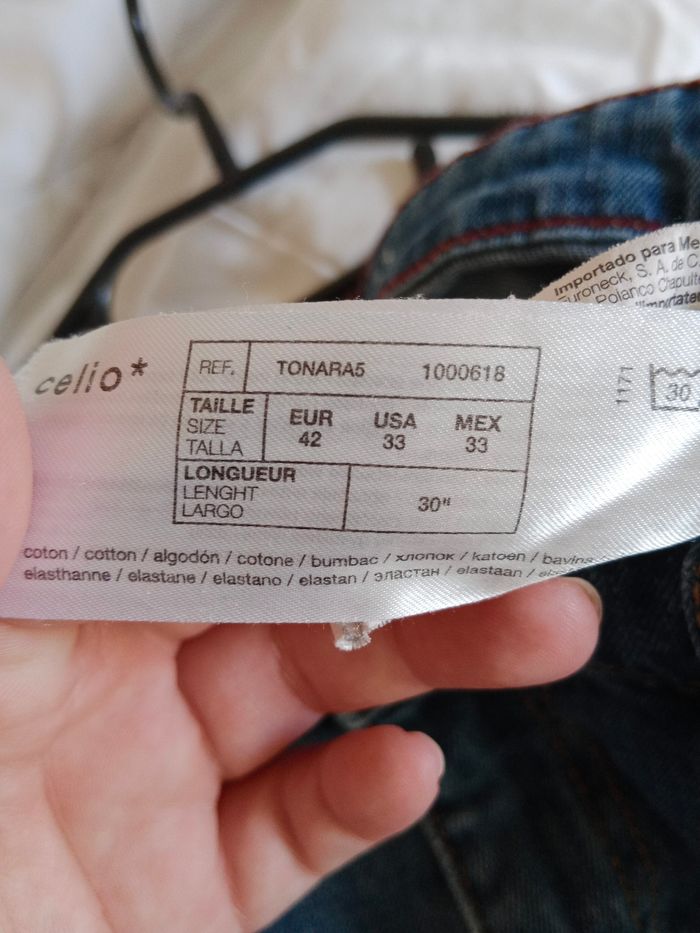 Importado para Me
Euroneck, S. A. de C.
Polanco Chapult
celio*
REF. TONARA5 1000618
TAILLE
SIZE
TALLA
EUR USA MEX
42 33 33
LONGUEUR
LENGHT
LARGO
30"
1171
30
coton / cotton / algodón / cotone / bumbac / хлопок / katoen /
elasthanne / elastane / elastano / elastan / эластан / elastaan /